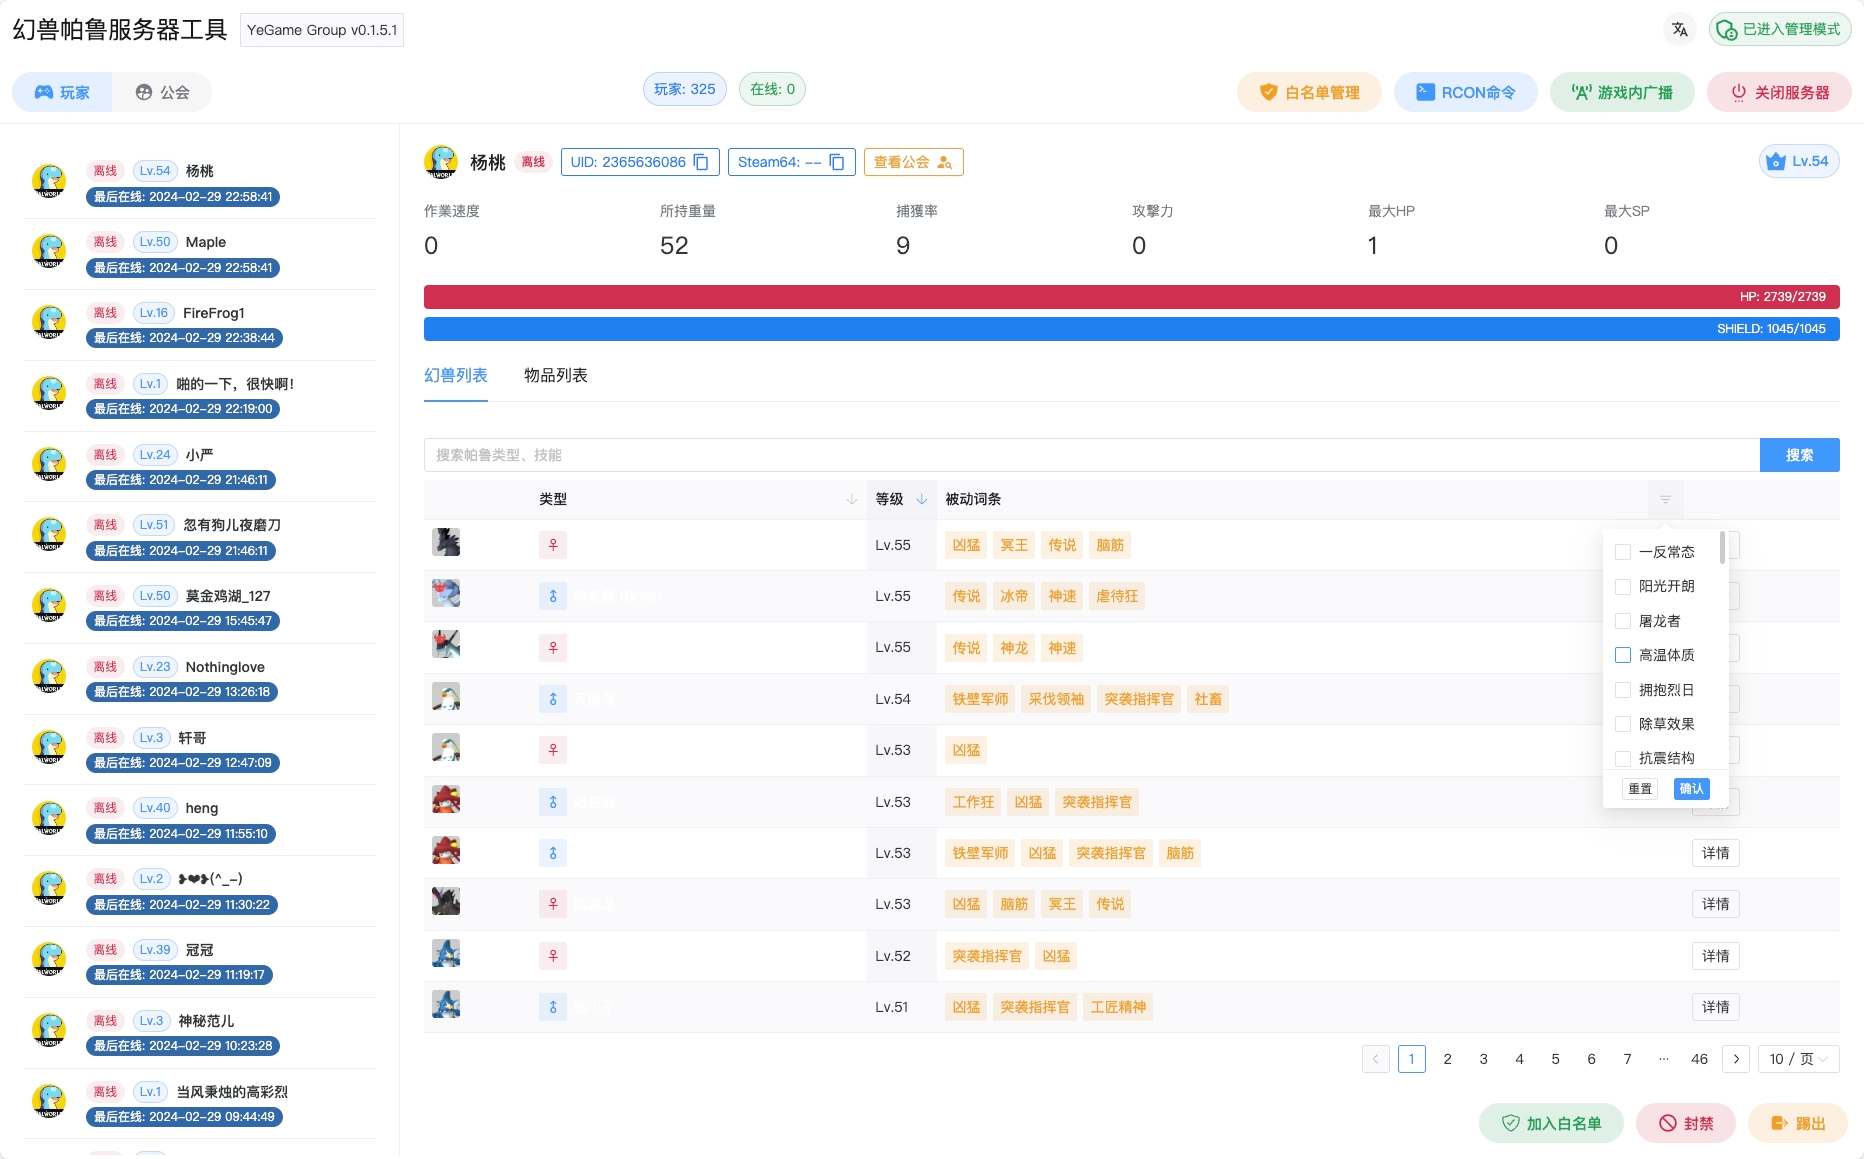 幻兽帕鲁服务器工具 YeGame Group v0.1.5.1
已进入管理模式
玩家 公会 玩家: 325 在线: 0 白名单管理 RCON命令 游戏内广播 关闭服务器
离线 Lv.54 杨桃
最后在线: 2024-02-29 22:58:41
离线 Lv.50 Maple
最后在线: 2024-02-29 22:58:41
离线 Lv.16 FireFrog1
最后在线: 2024-02-29 22:38:44
离线 Lv.1 啪的一下，很快啊！
最后在线: 2024-02-29 22:19:00
离线 Lv.24 小严
最后在线: 2024-02-29 21:46:11
离线 Lv.51 忽有狗儿夜磨刀
最后在线: 2024-02-29 21:46:11
离线 Lv.50 莫金鸡湖_127
最后在线: 2024-02-29 15:45:47
离线 Lv.23 Nothinglove
最后在线: 2024-02-29 13:26:18
离线 Lv.3 轩哥
最后在线: 2024-02-29 12:47:09
离线 Lv.40 heng
最后在线: 2024-02-29 11:55:10
离线 Lv.2 ❥❤❥(^_-)
最后在线: 2024-02-29 11:30:22
离线 Lv.39 冠冠
最后在线: 2024-02-29 11:19:17
离线 Lv.3 神秘范儿
最后在线: 2024-02-29 10:23:28
离线 Lv.1 当风秉烛的高彩烈
最后在线: 2024-02-29 09:44:49
杨桃 离线 UID: 2365636086 Steam64: -- 查看公会 Lv.54
作業速度 所持重量 捕獲率 攻撃力 最大HP 最大SP
0 52 9 0 1 0
HP: 2739/2739
SHIELD: 1045/1045
幻兽列表 物品列表
搜索帕鲁类型、技能 搜索
类型 等级 被动词条
♀ Lv.55 凶猛 冥王 传说 脑筋
♂ Lv.55 传说 冰帝 神速 虐待狂
♀ Lv.55 传说 神龙 神速
♂ Lv.54 铁壁军师 采伐领袖 突袭指挥官 社畜
♀ Lv.53 凶猛
♂ Lv.53 工作狂 凶猛 突袭指挥官
♂ Lv.53 铁壁军师 凶猛 突袭指挥官 脑筋 详情
♀ Lv.53 凶猛 脑筋 冥王 传说 详情
♀ Lv.52 突袭指挥官 凶猛 详情
♂ Lv.51 凶猛 突袭指挥官 工匠精神 详情
一反常态
阳光开朗
屠龙者
高温体质
拥抱烈日
除草效果
抗震结构
重置 确认
1 2 3 4 5 6 7 ... 46 10 / 页
加入白名单 封禁 踢出